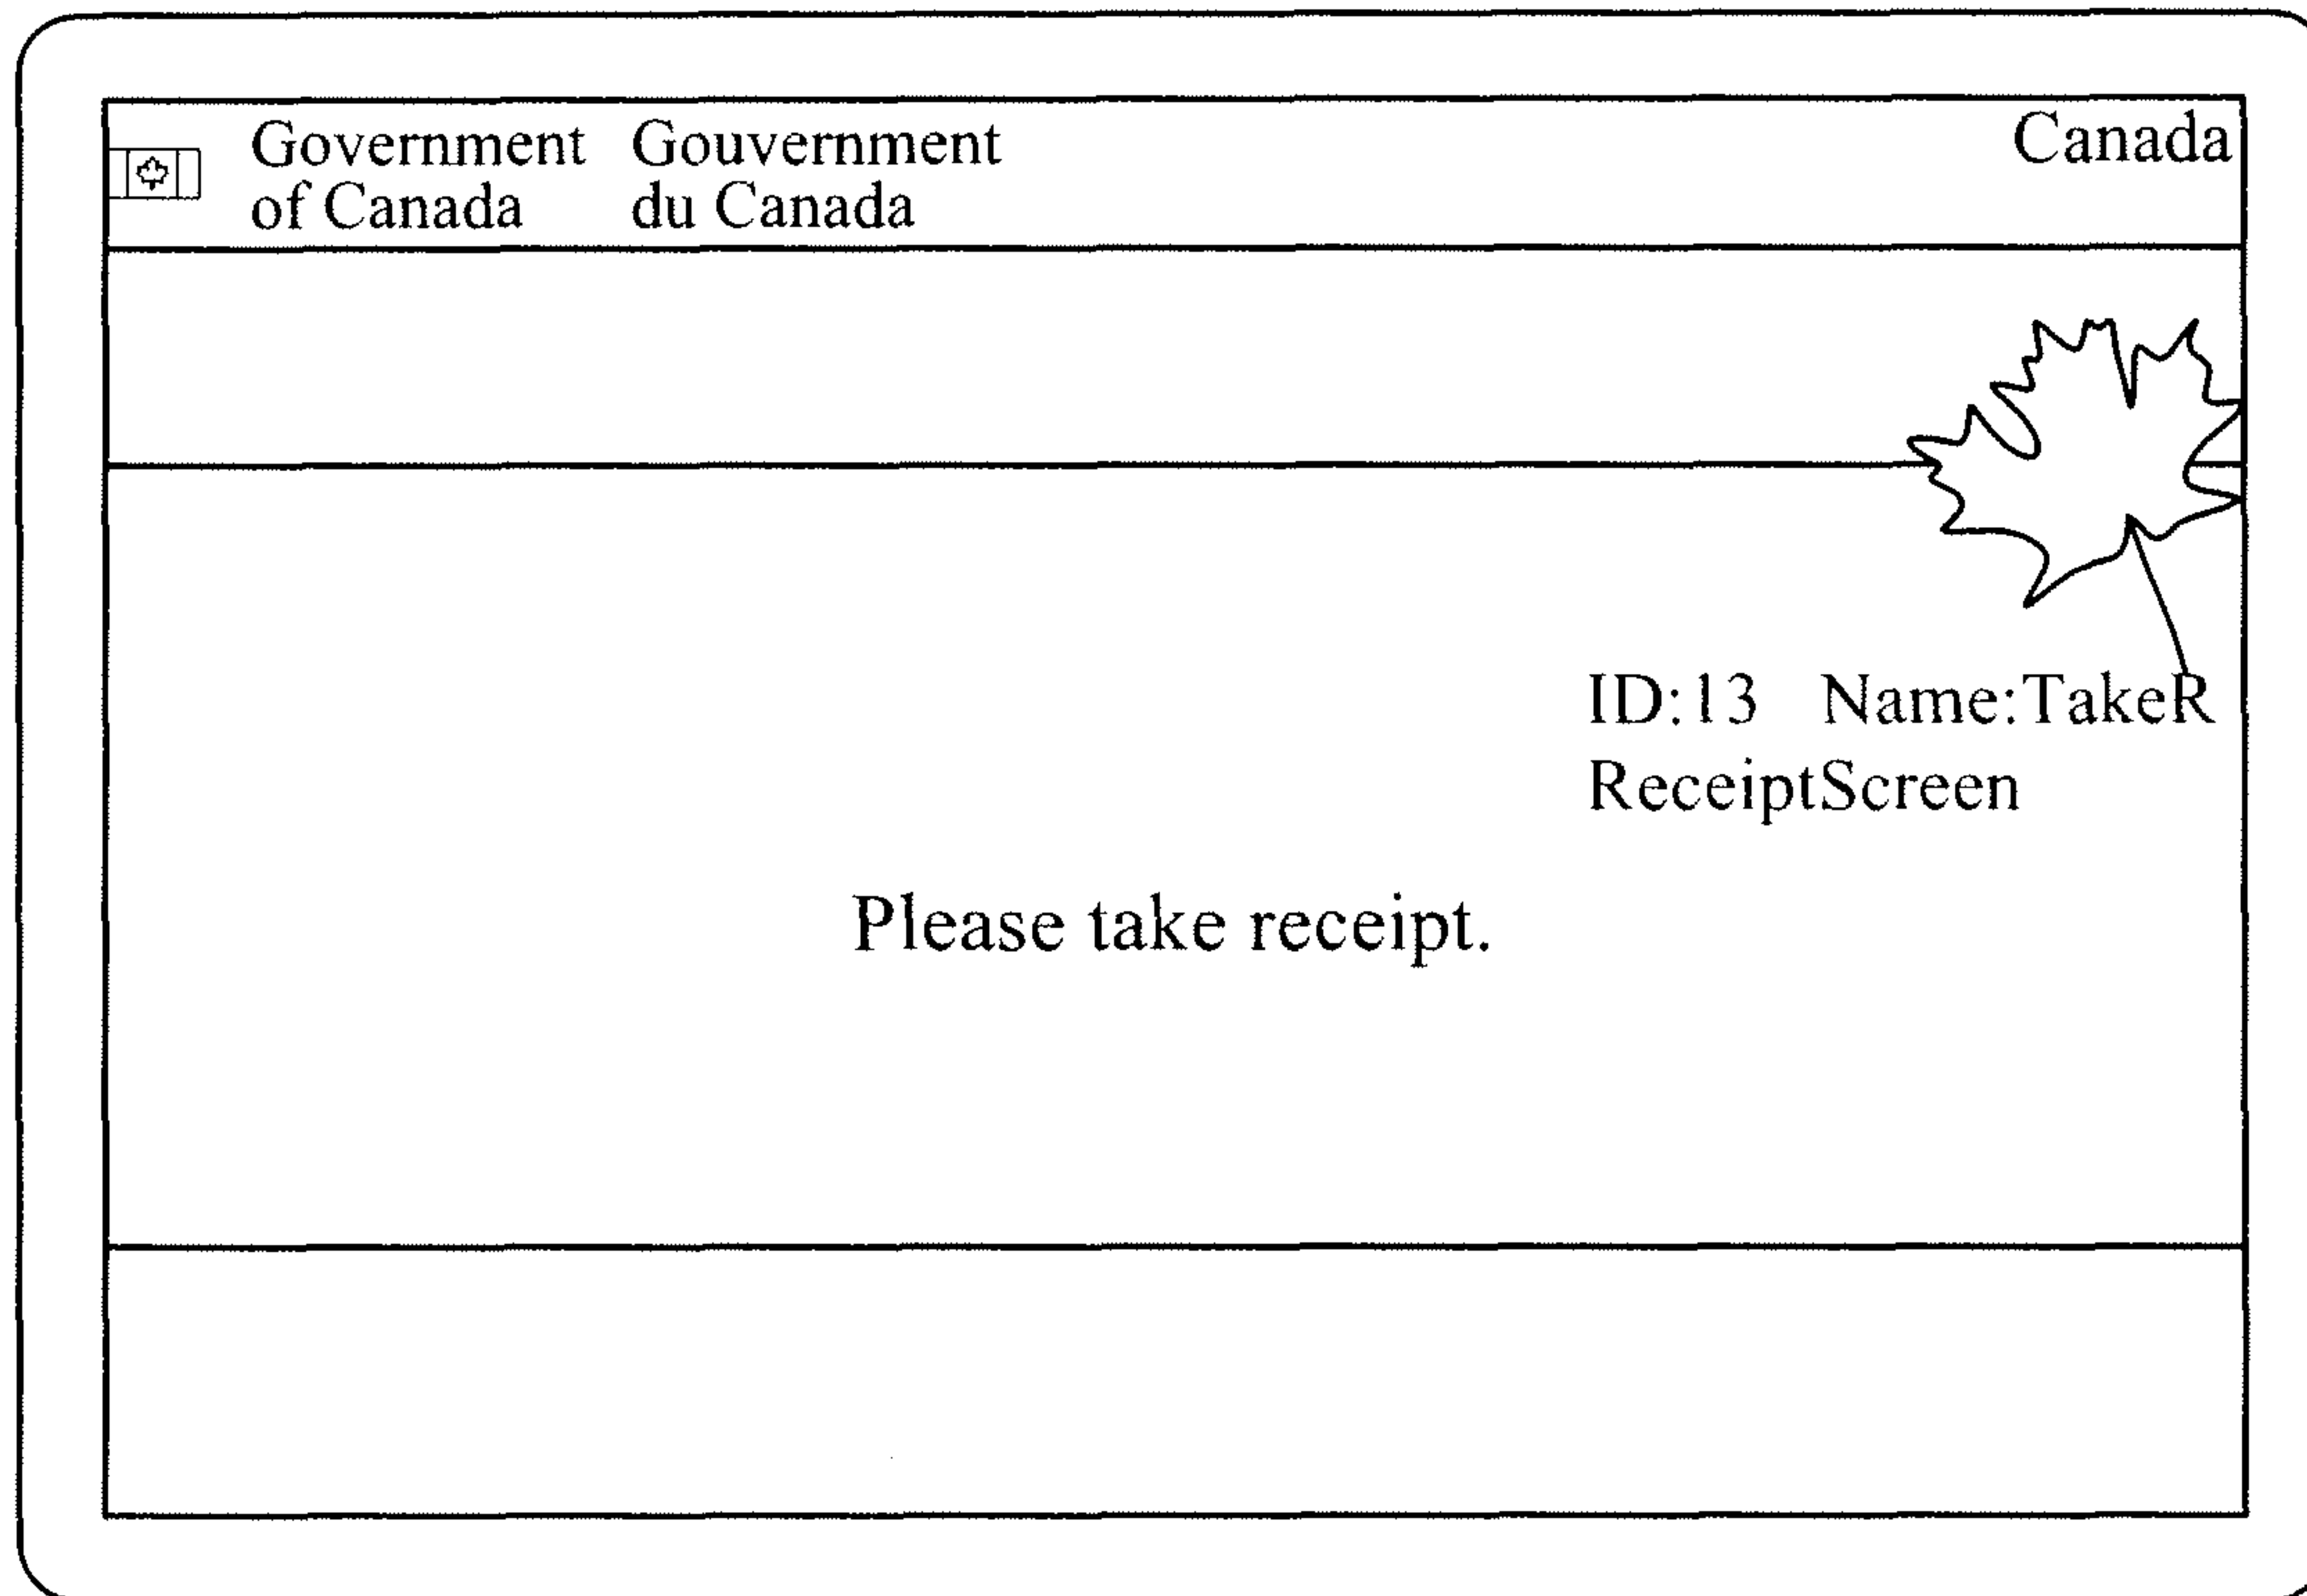 Government Gouvernment Canada
of Canada du Canada
ID:13 Name:TakeR
ReceiptScreen
Please take receipt.